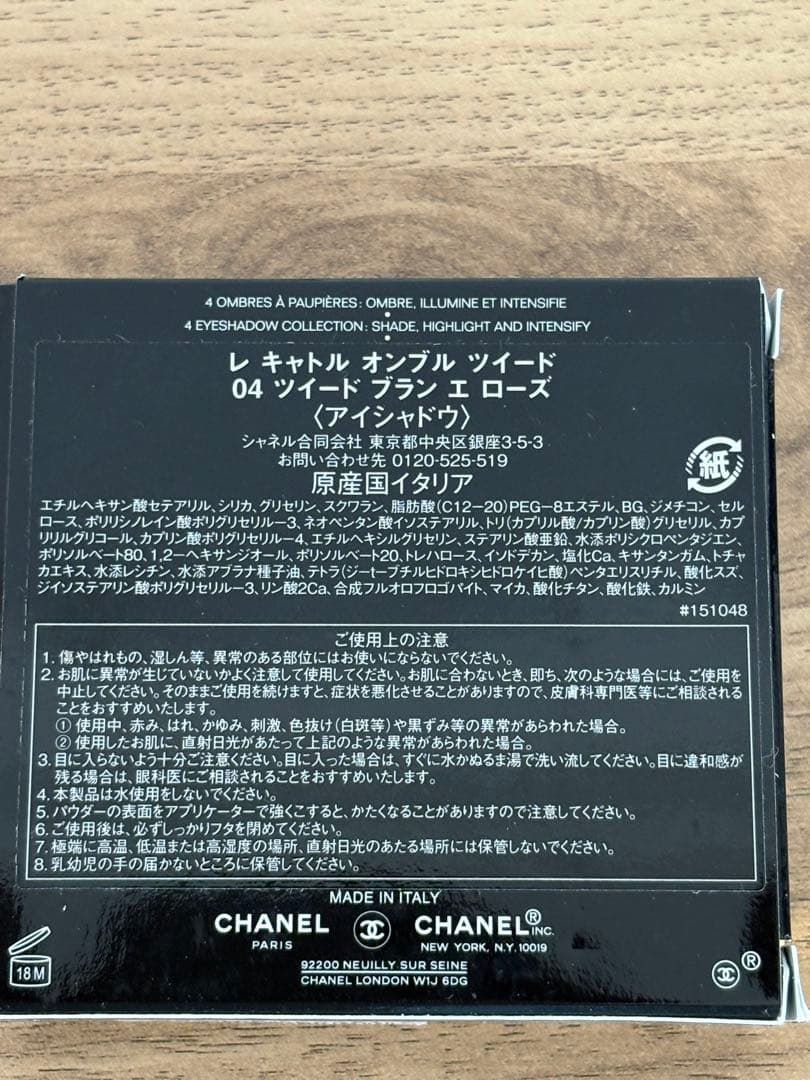 4 OMBRES À PAUPIÈRES: OMBRE, ILLUMINE ET INTENSIFIE
4 EYESHADOW COLLECTION: SHADE, HIGHLIGHT AND INTENSIFY
レ キャトル オンブル ツイード
04 ツイード ブラン エ ローズ
〈アイシャドウ〉
シャネル合同会社 東京都中央区銀座3-5-3
お問い合わせ先 0120-525-519
原産国イタリア
紙
エチルヘキサン酸セテアリル、シリカ、グリセリン、スクワラン、脂肪酸(C12-20)PEG-8エステル、BG、ジメチコン、セル
ロース、ポリリシノレイン酸ポリグリセリル-3、ネオペンタン酸イソステアリル、トリ(カプリル酸/カプリン酸)グリセリル、カプ
リリルグリコール、カプリン酸ポリグリセリル-4、エチルヘキシルグリセリン、ステアリン酸亜鉛、水添ポリシクロペンタジエン、
ポリソルベート80、1,2-ヘキサンジオール、ポリソルベート20、トレハロース、イソドデカン、塩化Ca、キサンタンガム、トチャ
カエキス、水添レシチン、水添アブラナ種子油、テトラ(ジ-t-ブチルヒドロキシヒドロケイヒ酸)ペンタエリスリチル、酸化スズ、
ジイソステアリン酸ポリグリセリル-3、リン酸2Ca、合成フルオロフロゴパイト、マイカ、酸化チタン、酸化鉄、カルミン
#151048
ご使用上の注意
1. 傷やはれもの、湿しん等、異常のある部位にはお使いにならないでください。
2. お肌に異常が生じていないかよく注意して使用してください。お肌に合わないとき、即ち、次のような場合には、ご使用を
中止してください。そのままご使用を続けますと、症状を悪化させることがありますので、皮膚科専門医等にご相談される
ことをおすすめいたします。
① 使用中、赤み、はれ、かゆみ、刺激、色抜け(白斑等)や黒ずみ等の異常があらわれた場合。
② 使用したお肌に、直射日光があたって上記のような異常があらわれた場合。
3. 目に入らないよう十分ご注意ください。目に入った場合は、すぐに水かぬるま湯で洗い流してください。目に違和感が
残る場合は、眼科医にご相談されることをおすすめいたします。
4. 本製品は水使用をしないでください。
5. パウダーの表面をアプリケーターで強くこすると、かたくなることがありますので注意してください。
6. ご使用後は、必ずしっかりフタを閉めてください。
7. 極端に高温、低温または高湿度の場所、直射日光のあたる場所には保管しないでください。
8. 乳幼児の手の届かないところに保管してください。
MADE IN ITALY
CHANEL CHANEL® INC.
PARIS NEW YORK, N.Y. 10019
92200 NEUILLY SUR SEINE
CHANEL LONDON W1J 6DG
18 M
®